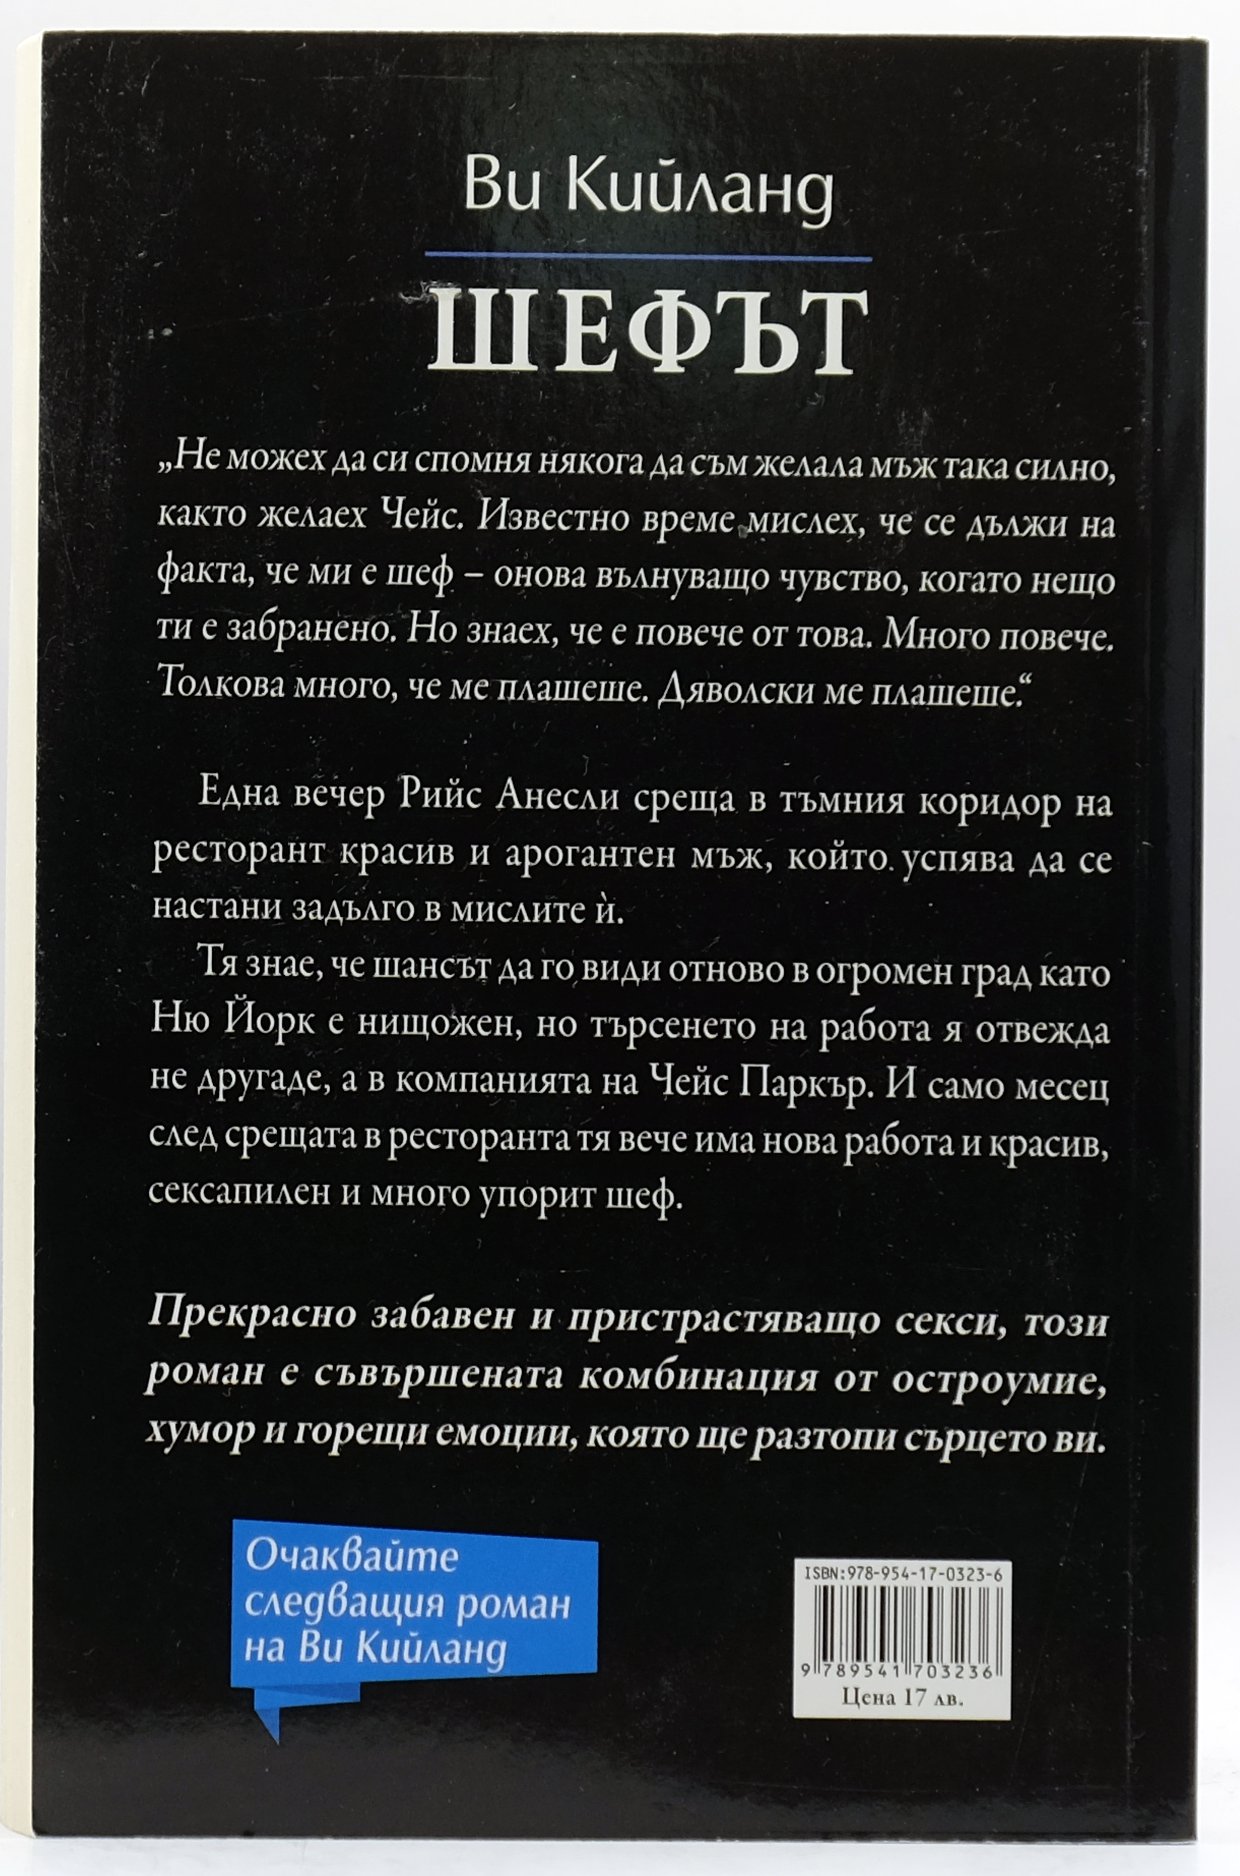 Ви Кийланд
ШЕФЪТ
„Не можех да си спомня някога да съм желала мъж така силно,
както желаех Чейс. Известно време мислех, че се дължи на
факта, че ми е шеф – онова вълнуващо чувство, когато нещо
ти е забранено. Но знаех, че е повече от това. Много повече.
Толкова много, че ме плашеше. Дяволски ме плашеше.“
Една вечер Рийс Анесли среща в тъмния коридор на
ресторант красив и арогантен мъж, който успява да се
настани задълго в мислите ѝ.
Тя знае, че шансът да го види отново в огромен град като
Ню Йорк е нищожен, но търсенето на работа я отвежда
не другаде, а в компанията на Чейс Паркър. И само месец
след срещата в ресторанта тя вече има нова работа и красив,
сексапилен и много упорит шеф.
Прекрасно забавен и пристрастяващо секси, този
роман е съвършената комбинация от остроумие,
хумор и горещи емоции, която ще разтопи сърцето ви.
Очаквайте
следващия роман
на Ви Кийланд
ISBN:978-954-17-0323-6
9 789541 703236
Цена 17 лв.